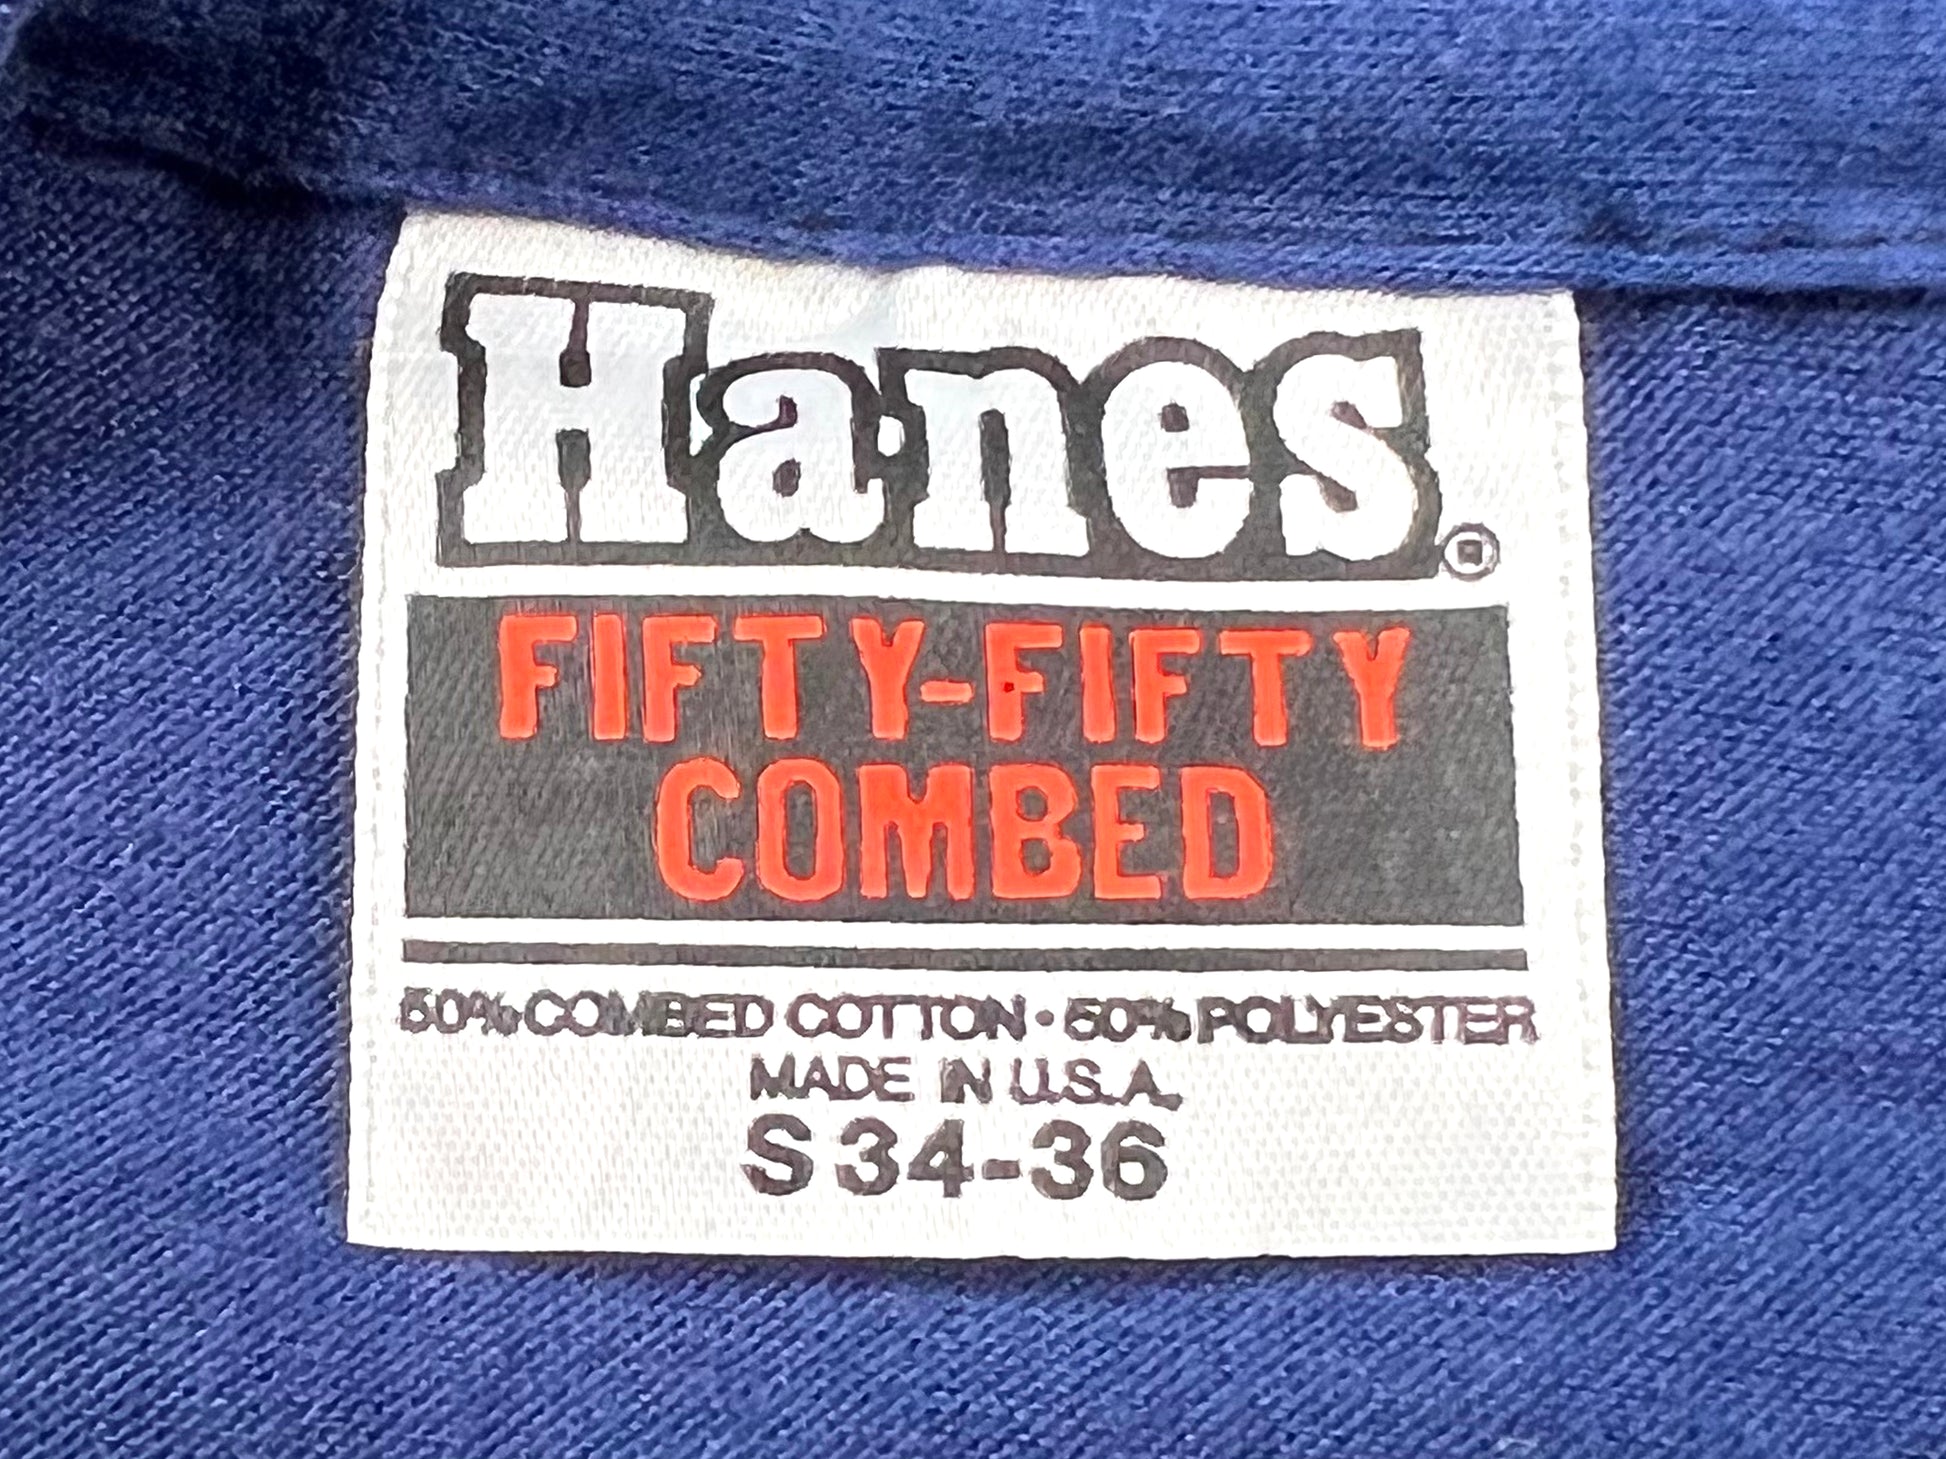 Hanes®
FIFTY-FIFTY
COMBED
50% COMBED COTTON • 50% POLYESTER
MADE IN U.S.A.
S 34-36